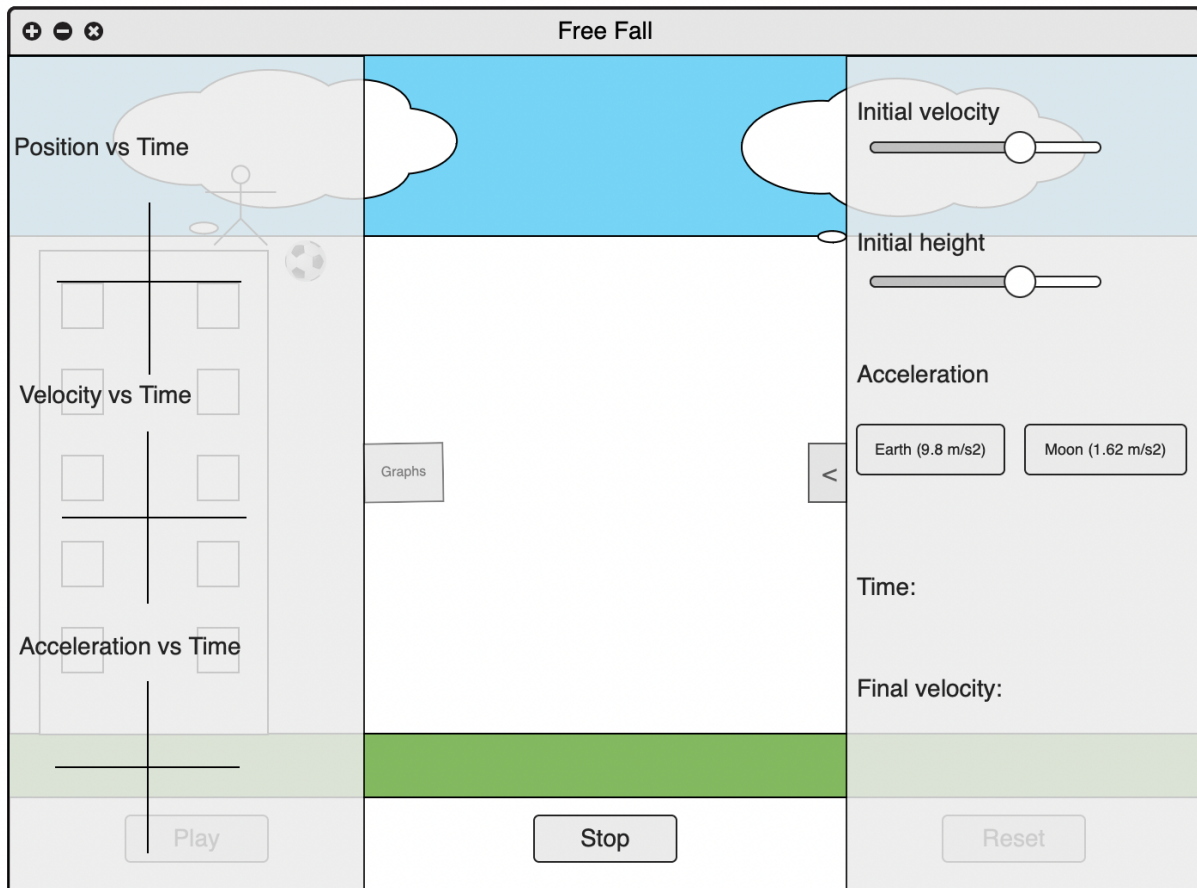 Free Fall
Position vs Time
Velocity vs Time
Acceleration vs Time
Graphs
<
Initial velocity
Initial height
Acceleration
Earth (9.8 m/s2)
Moon (1.62 m/s2)
Time:
Final velocity:
Play
Stop
Reset